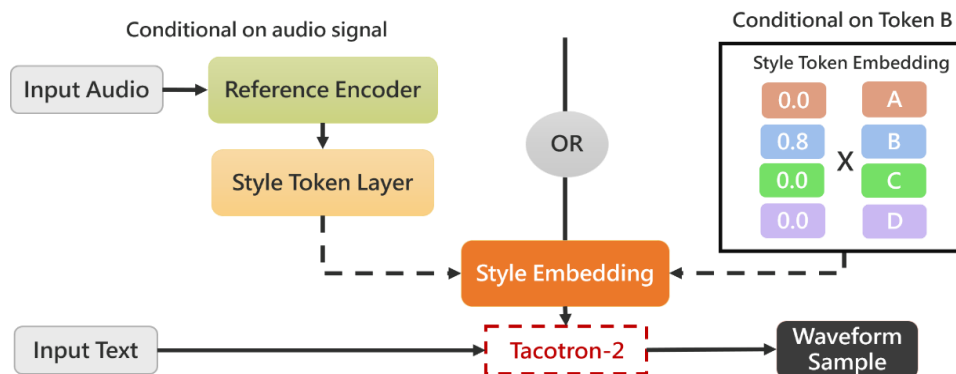 Conditional on audio signal
Input Audio
Reference Encoder
Style Token Layer
OR
Conditional on Token B
Style Token Embedding
0.0 A
0.8 X B
0.0 C
0.0 D
Style Embedding
Input Text
Tacotron-2
Waveform
Sample